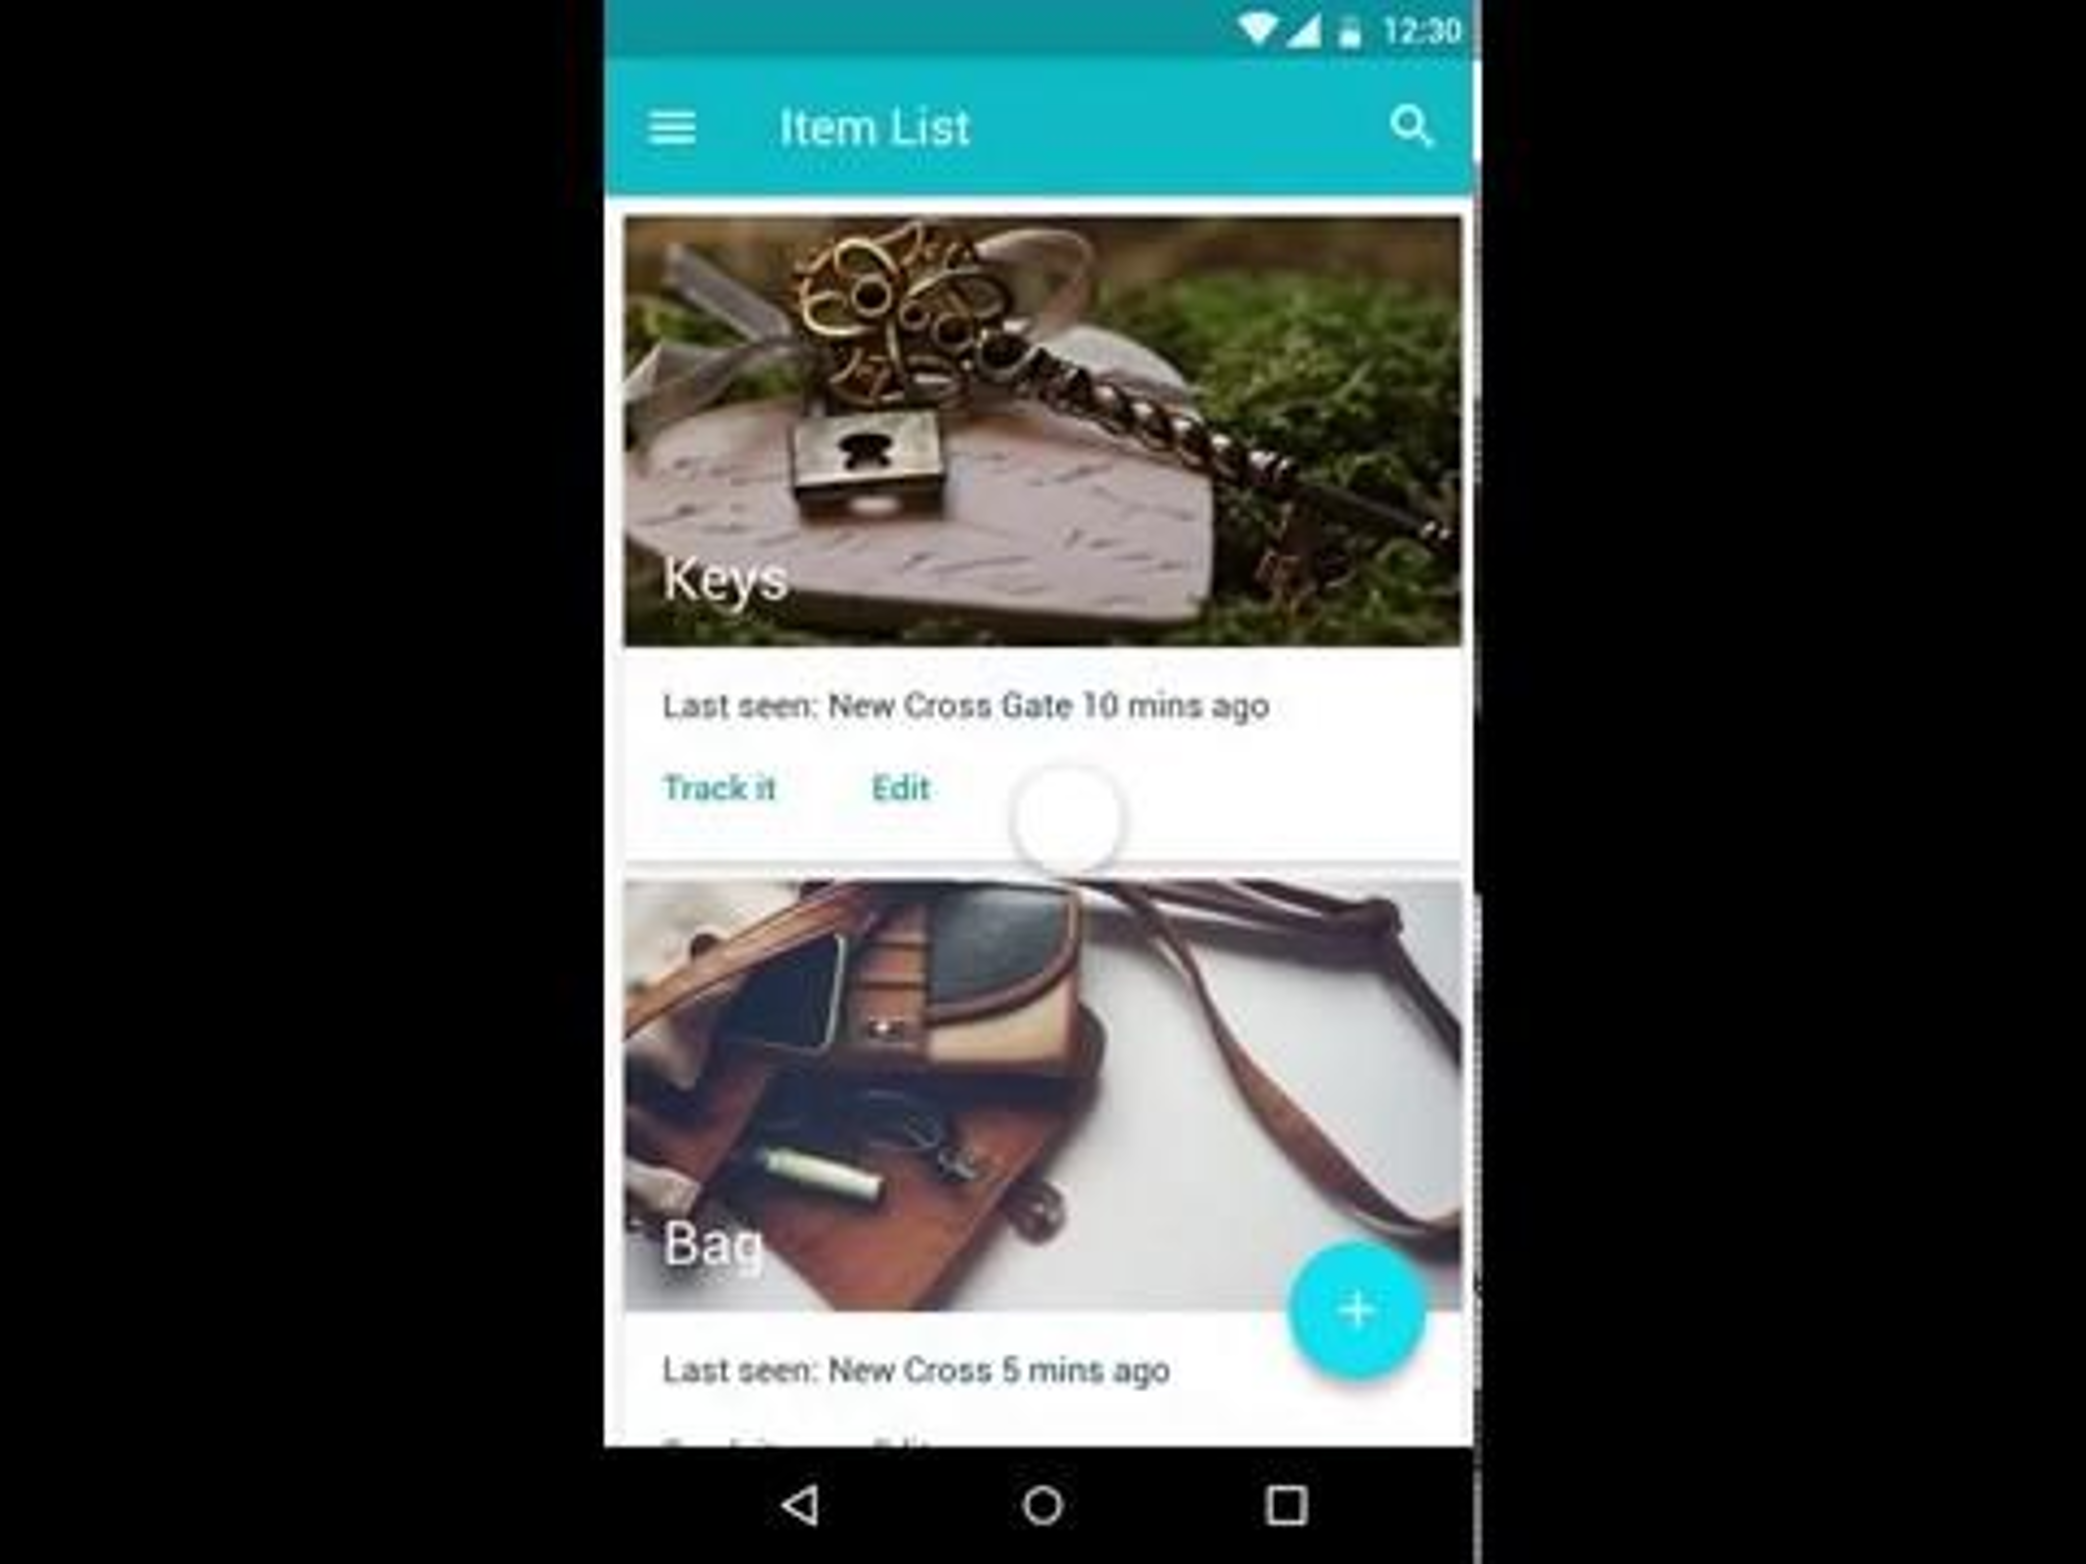 12:30
Item List
Keys
Last seen: New Cross Gate 10 mins ago
Track it Edit
Bag
Last seen: New Cross 5 mins ago